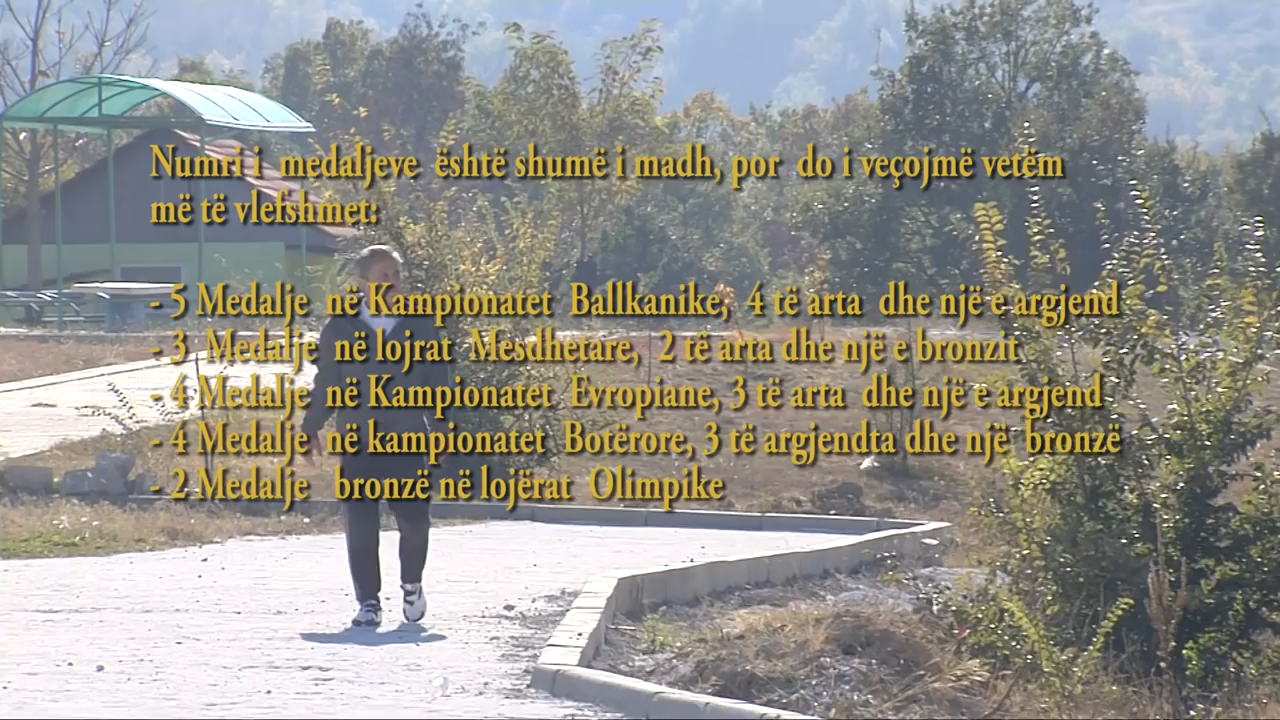 Numri i medaljeve është shumë i madh, por do i veçojmë vetëm
më të vlefshmet:
- 5 Medalje në Kampionatet Ballkanike, 4 të arta dhe një e argjend
- 3 Medalje në lojrat Mesdhetare, 2 të arta dhe një e bronzit
- 4 Medalje në Kampionatet Evropiane, 3 të arta dhe një e argjend
- 4 Medalje në kampionatet Botërore, 3 të argjendta dhe një bronzë
- 2 Medalje bronzë në lojërat Olimpike